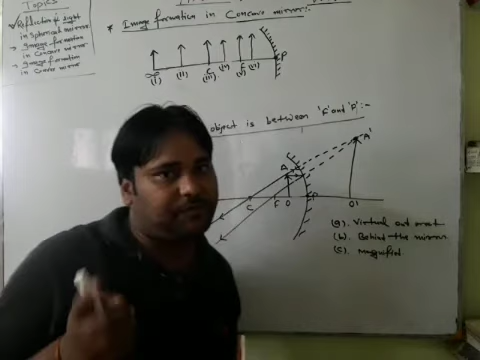 Topics
✓Reflection of light
in Spherical mirrors
→ Image formation
in Concave mirror
→ Image formation
in Convex mirror
* Image formation in Concave mirror:-
P
(i) (ii) C (iii) (iv) F (v) (vi)
object is between 'F' and 'P':-
A A'
C F O P O'
(a). Virtual and erect
(b). Behind the mirror
(c). Magnified.